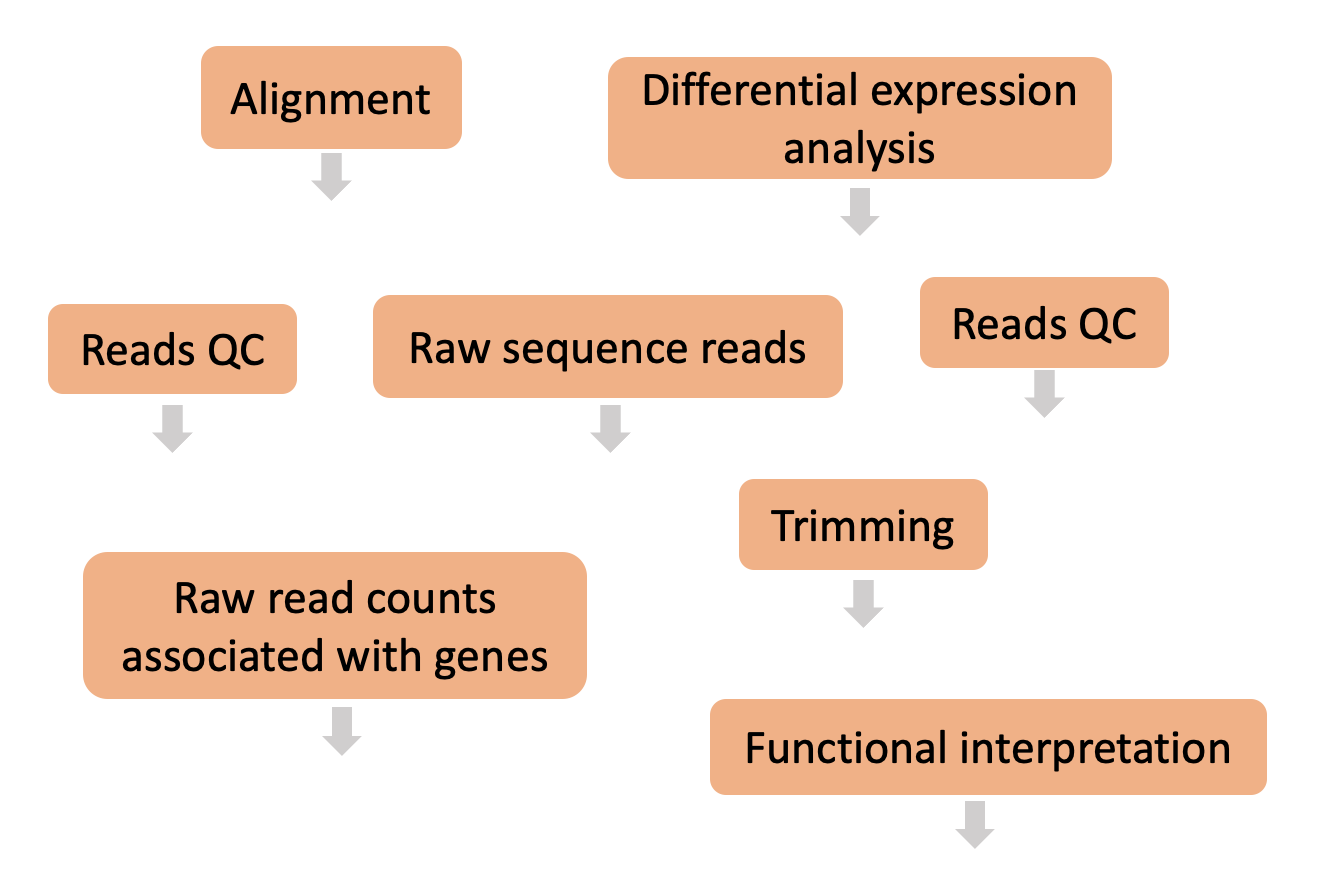 Alignment
Differential expression
analysis
Reads QC
Raw sequence reads
Reads QC
Trimming
Raw read counts
associated with genes
Functional interpretation